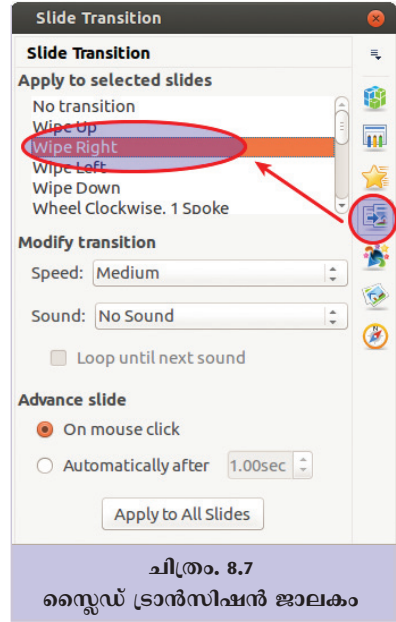 Slide Transition
Slide Transition
Apply to selected slides
No transition
Wipe Up
Wipe Right
Wipe Left
Wipe Down
Wheel Clockwise, 1 Spoke
Modify transition
Speed: Medium
Sound: No Sound
Loop until next sound
Advance slide
On mouse click
Automatically after 1.00sec
Apply to All Slides
ചിത്രം. 8.7
സ്ലൈഡ് ട്രാൻസിഷൻ ജാലകം